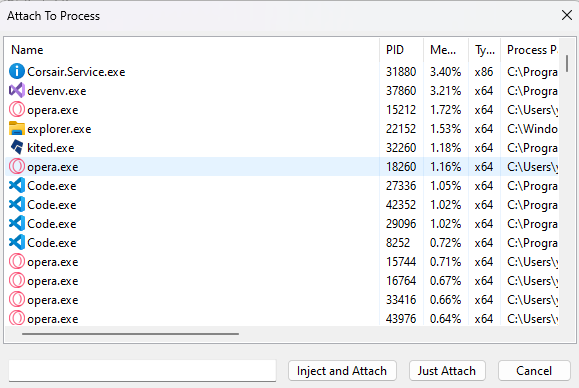 Attach To Process
Name PID Me... Ty... Process P
Corsair.Service.exe 31880 3.40% x86 C:\Progra
devenv.exe 37860 3.21% x64 C:\Progra
opera.exe 15212 1.72% x64 C:\Users\y
explorer.exe 22152 1.53% x64 C:\Windo
kited.exe 32260 1.18% x64 C:\Progra
opera.exe 18260 1.16% x64 C:\Users\y
Code.exe 27336 1.05% x64 C:\Progra
Code.exe 42352 1.02% x64 C:\Progra
Code.exe 29096 1.02% x64 C:\Progra
Code.exe 8252 0.72% x64 C:\Progra
opera.exe 15744 0.71% x64 C:\Users\y
opera.exe 16764 0.67% x64 C:\Users\y
opera.exe 33416 0.66% x64 C:\Users\y
opera.exe 43976 0.64% x64 C:\Users\y
Inject and Attach Just Attach Cancel